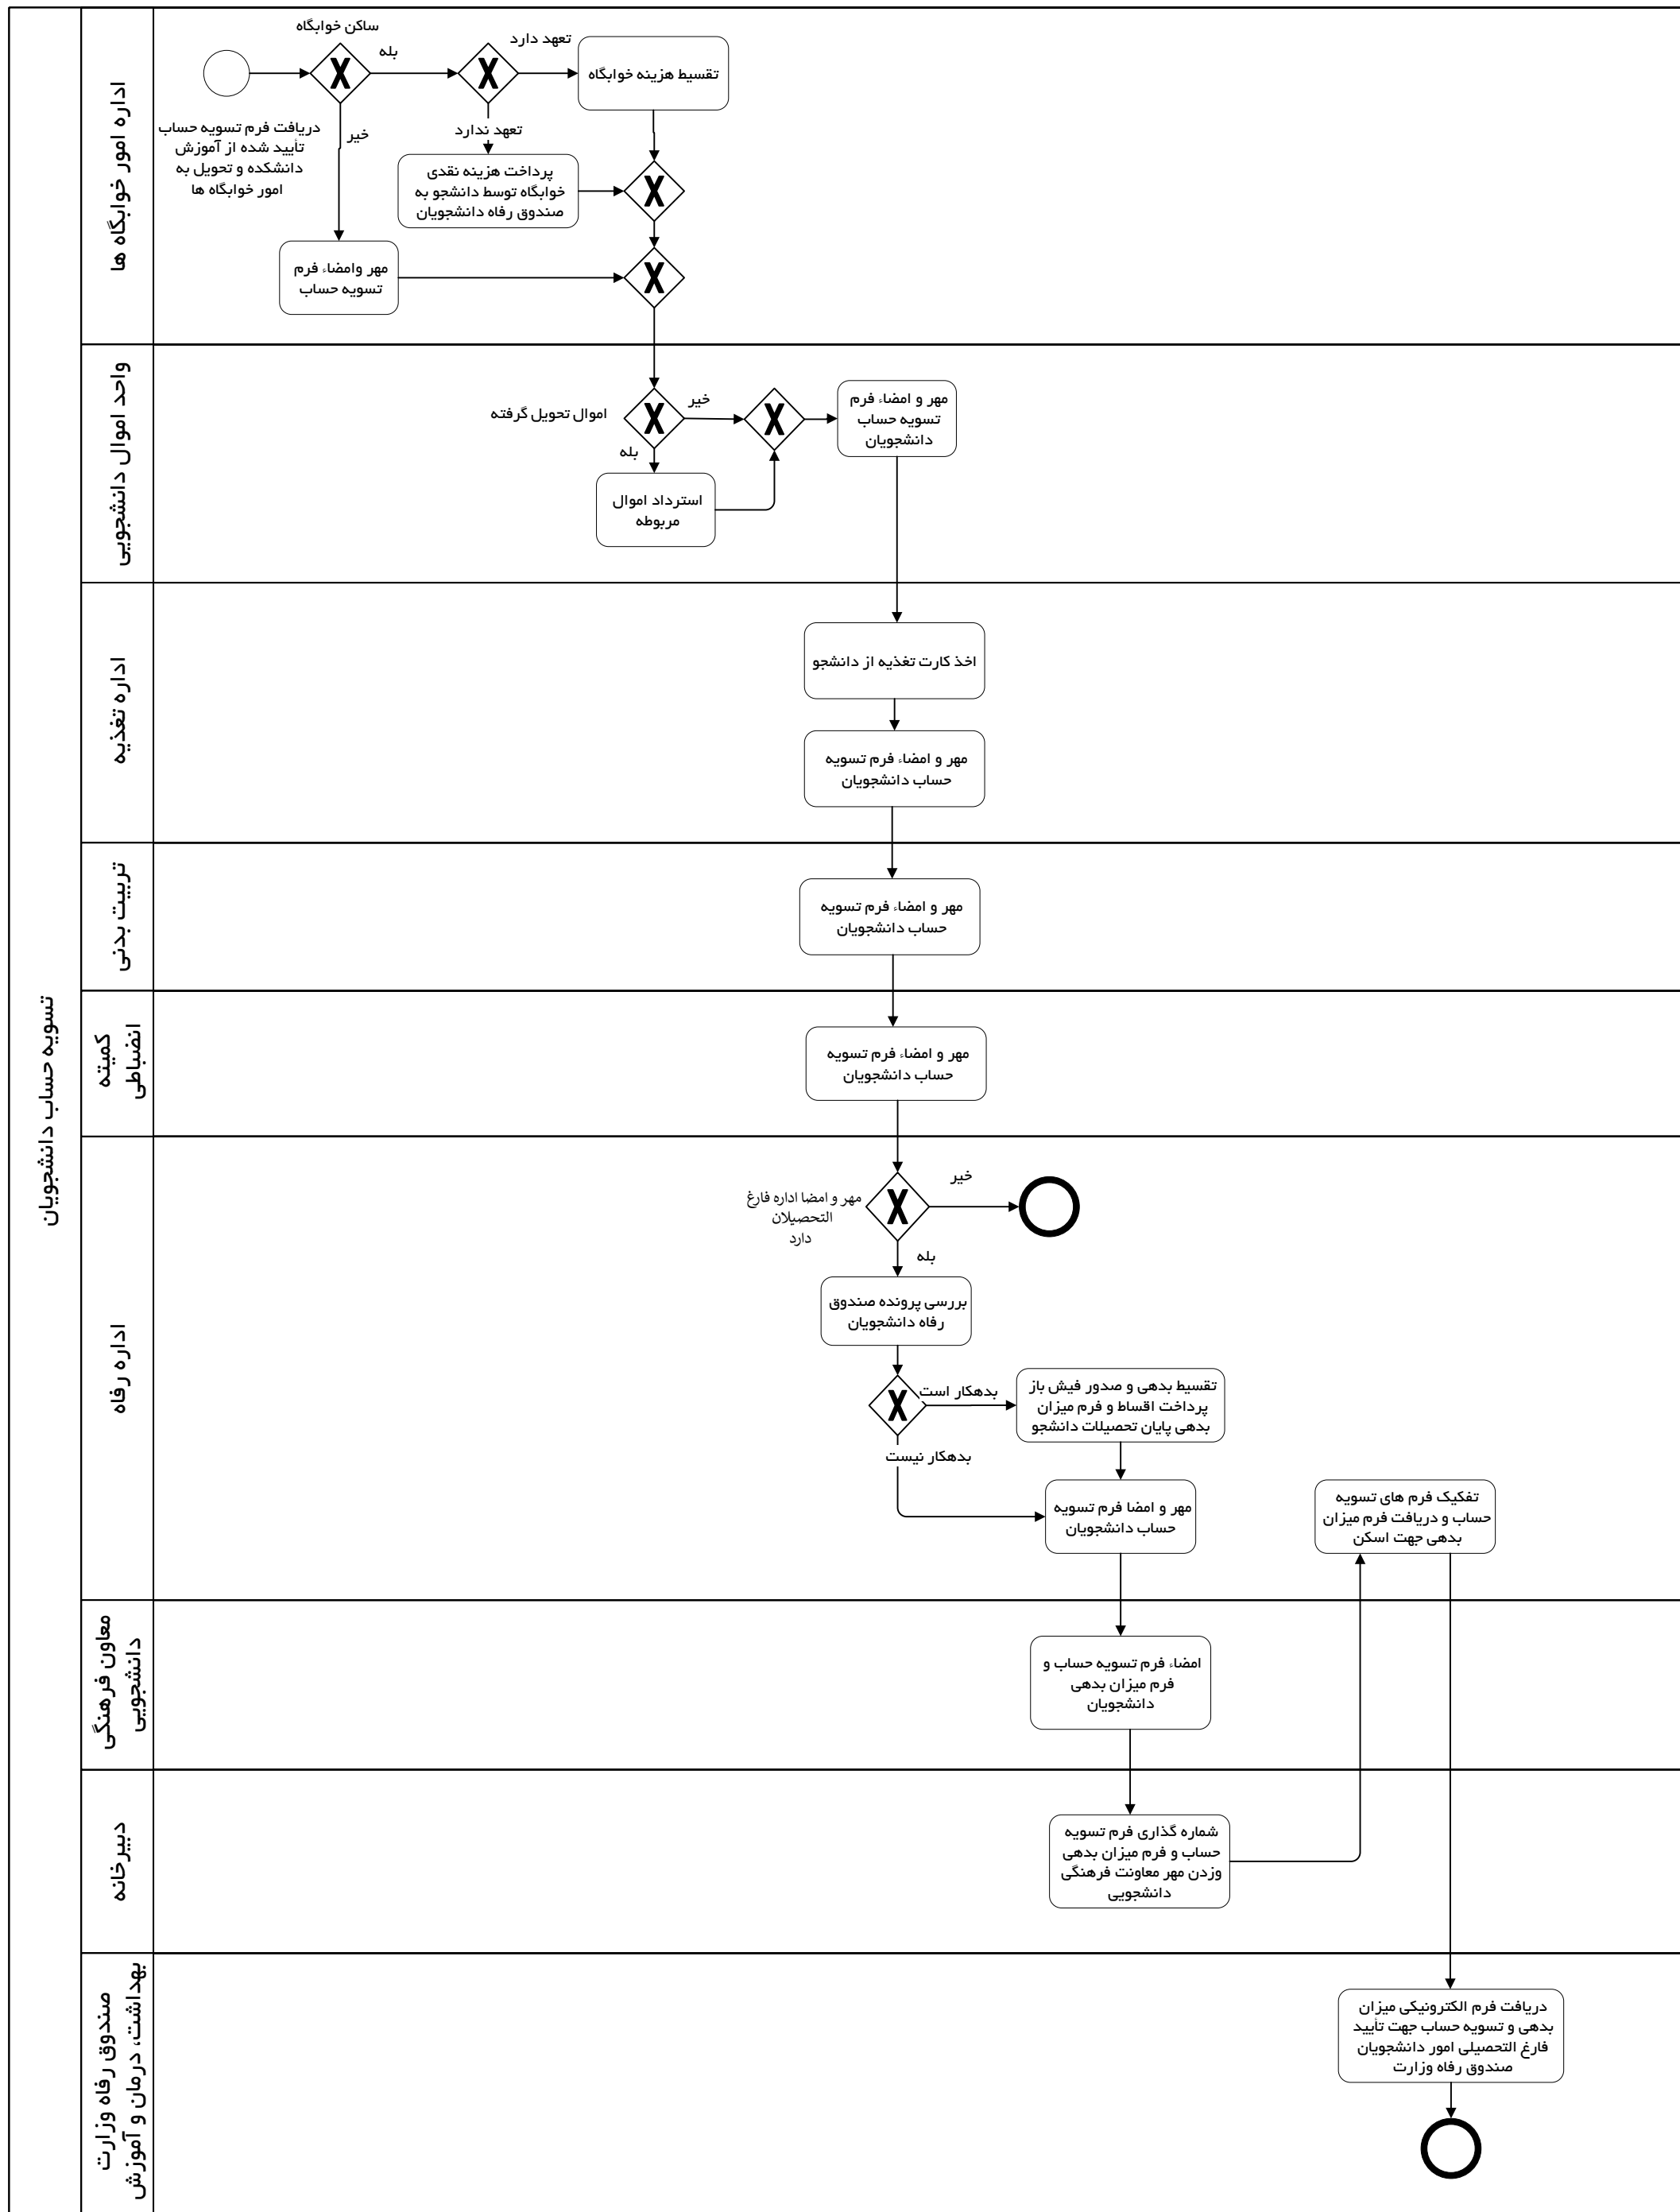 تسویه حساب دانشجویان
اداره امور خوابگاه ها
ساکن خوابگاه
بله
تعهد دارد
تقسیط هزینه خوابگاه
دریافت فرم تسویه حساب
تأیید شده از آموزش
دانشکده و تحویل به
امور خوابگاه ها
خیر
تعهد ندارد
پرداخت هزینه نقدی
خوابگاه توسط دانشجو به
صندوق رفاه دانشجویان
مهر وامضاء فرم
تسویه حساب
واحد اموال دانشجویی
اموال تحویل گرفته
خیر
بله
مهر و امضاء فرم
تسویه حساب
دانشجویان
استرداد اموال
مربوطه
اداره تغذیه
اخذ کارت تغذیه از دانشجو
مهر و امضاء فرم تسویه
حساب دانشجویان
تربیت بدنی
مهر و امضاء فرم تسویه
حساب دانشجویان
کمیته
انضباطی
مهر و امضاء فرم تسویه
حساب دانشجویان
اداره رفاه
مهر و امضا اداره فارغ
التحصیلان
دارد
خیر
بله
بررسی پرونده صندوق
رفاه دانشجویان
بدهکار است
تقسیط بدهی و صدور فیش باز
پرداخت اقساط و فرم میزان
بدهی پایان تحصیلات دانشجو
بدهکار نیست
مهر و امضا فرم تسویه
حساب دانشجویان
تفکیک فرم های تسویه
حساب و دریافت فرم میزان
بدهی جهت اسکن
معاون فرهنگی
دانشجویی
امضاء فرم تسویه حساب و
فرم میزان بدهی
دانشجویان
دبیرخانه
شماره گذاری فرم تسویه
حساب و فرم میزان بدهی
وزدن مهر معاونت فرهنگی
دانشجویی
صندوق رفاه وزارت
بهداشت، درمان و آموزش
دریافت فرم الکترونیکی میزان
بدهی و تسویه حساب جهت تأیید
فارغ التحصیلی امور دانشجویان
صندوق رفاه وزارت